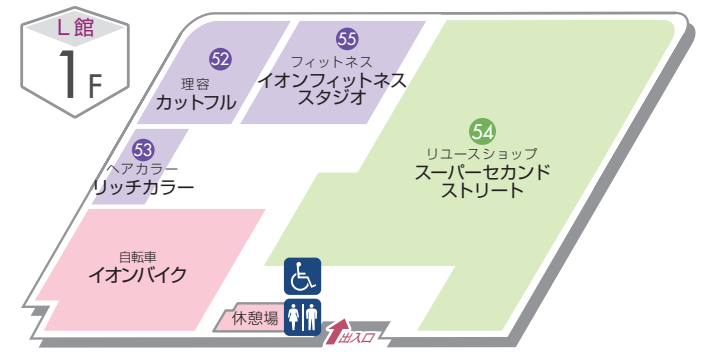 L館
1F
52
理容
カットフル
55
フィットネス
イオンフィットネス
スタジオ
53
ヘアカラー
リッチカラー
54
リユースショップ
スーパーセカンド
ストリート
自転車
イオンバイク
休憩場
出入口